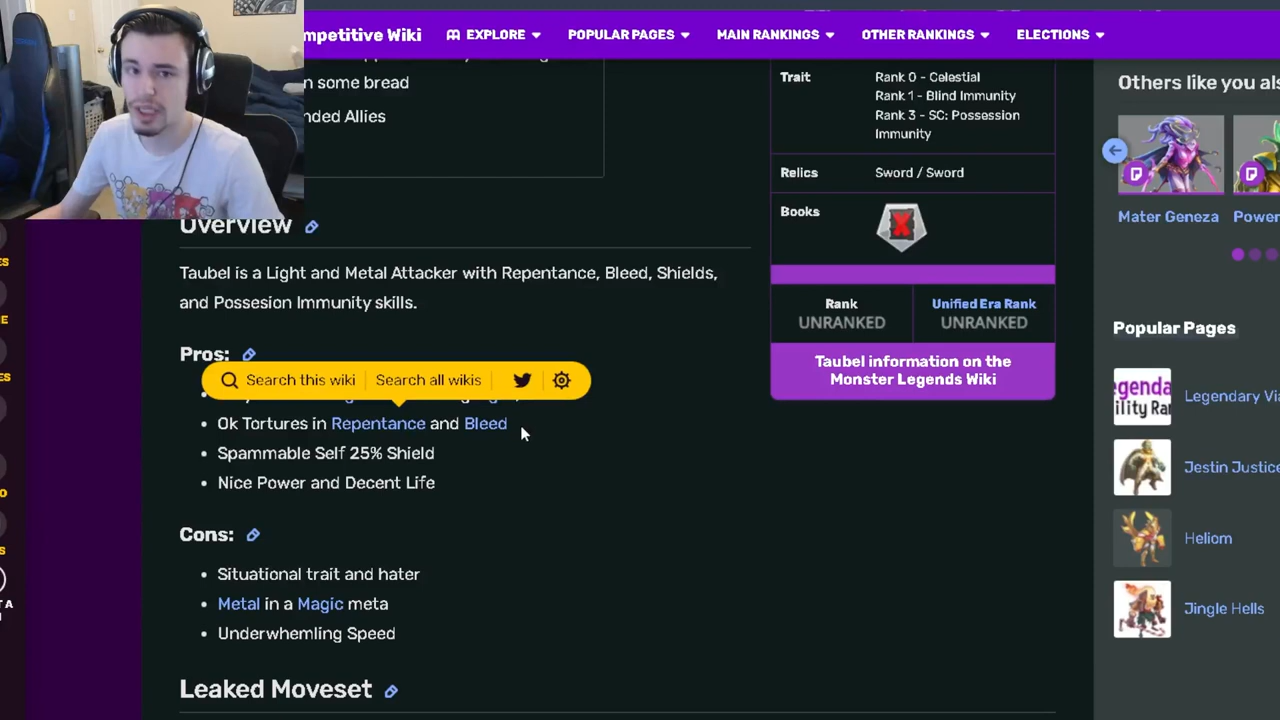 mpetitive Wiki EXPLORE POPULAR PAGES MAIN RANKINGS OTHER RANKINGS ELECTIONS
n some bread
nded Allies
Trait
Rank 0 - Celestial
Rank 1 - Blind Immunity
Rank 3 - SC: Possession
Immunity
Relics Sword / Sword
Books
Rank
UNRANKED
Unified Era Rank
UNRANKED
Taubel information on the
Monster Legends Wiki
Overview
Taubel is a Light and Metal Attacker with Repentance, Bleed, Shields,
and Possesion Immunity skills.
Pros:
Search this wiki Search all wikis
Ok Tortures in Repentance and Bleed
Spammable Self 25% Shield
Nice Power and Decent Life
Cons:
Situational trait and hater
Metal in a Magic meta
Underwhemling Speed
Leaked Moveset
Others like you als
Mater Geneza Power
Popular Pages
egenda
ility Ra
Legendary Via
Jestin Justice
Heliom
Jingle Hells